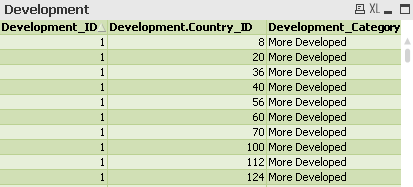 Development XL
Development_ID Development.Country_ID Development_Category
1 8 More Developed
1 20 More Developed
1 36 More Developed
1 40 More Developed
1 56 More Developed
1 60 More Developed
1 70 More Developed
1 100 More Developed
1 112 More Developed
1 124 More Developed